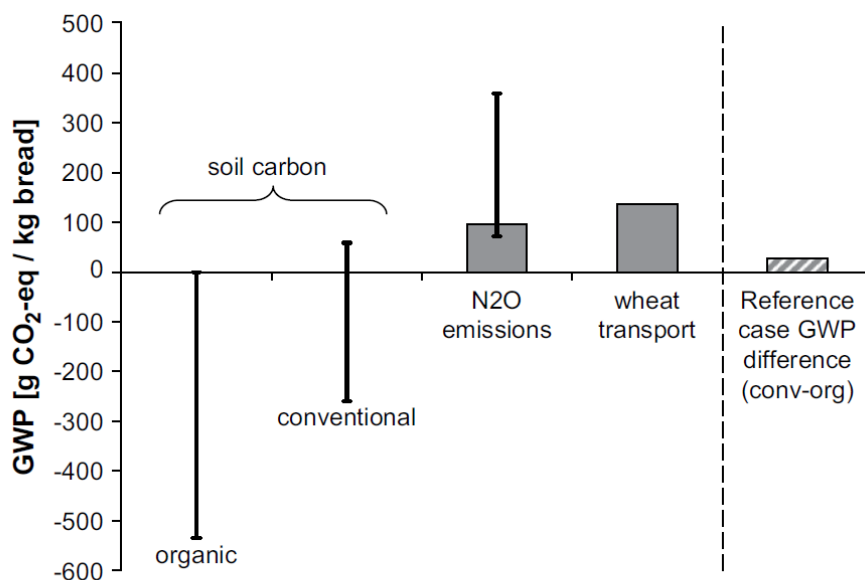 GWP [g CO₂-eq / kg bread]
500
400
300
200
100
0
-100
-200
-300
-400
-500
-600
soil carbon
organic
conventional
N2O
emissions
wheat
transport
Reference
case GWP
difference
(conv-org)